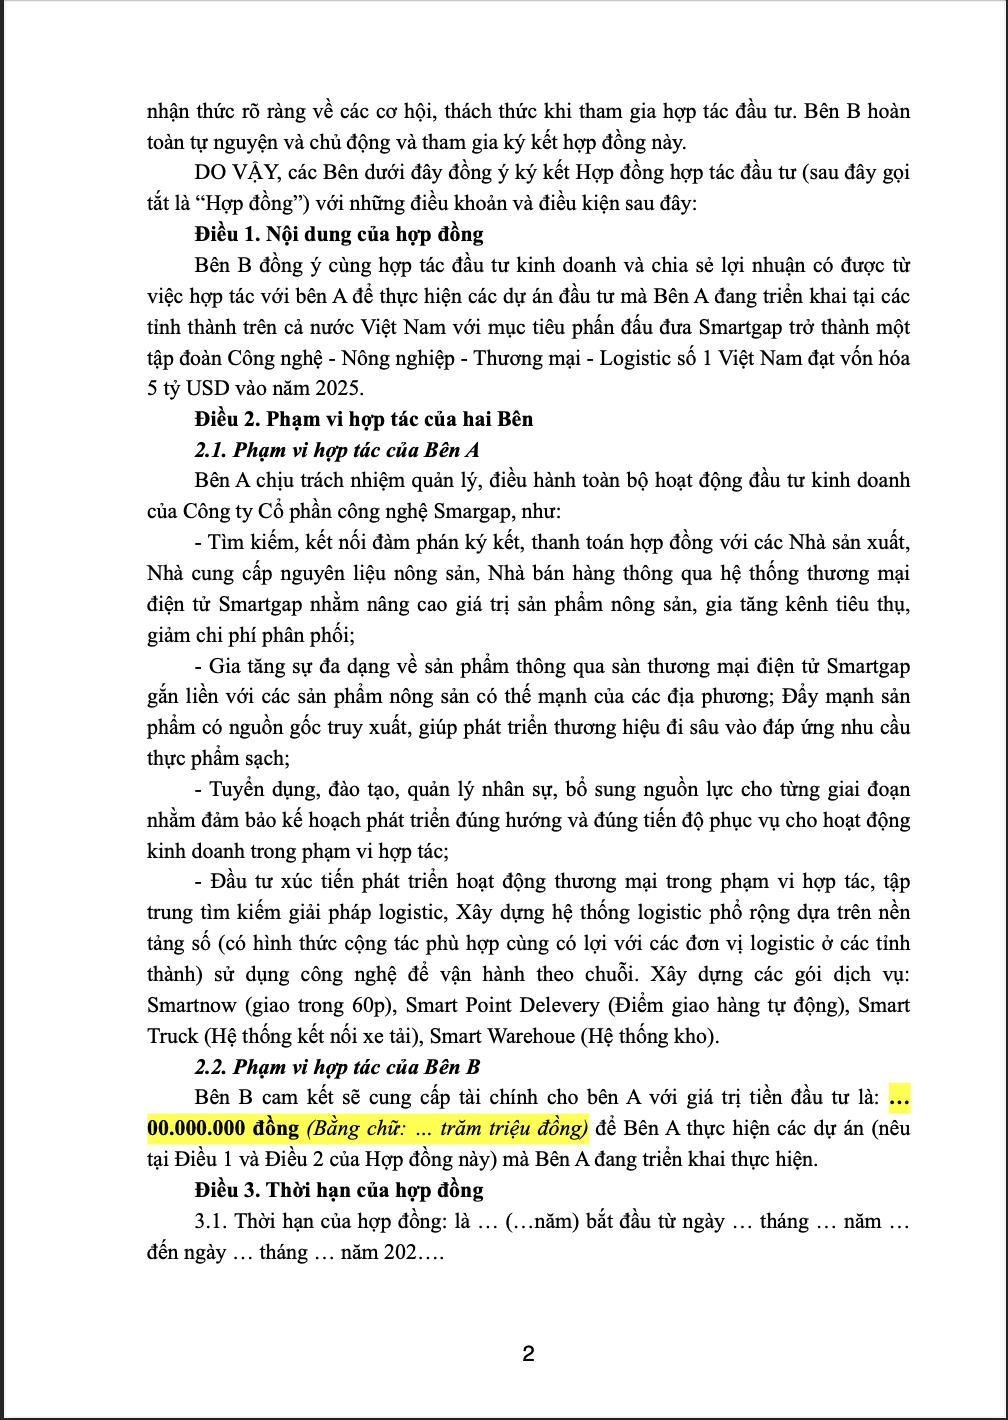 nhận thức rõ ràng về các cơ hội, thách thức khi tham gia hợp tác đầu tư. Bên B hoàn
toàn tự nguyện và chủ động và tham gia ký kết hợp đồng này.
DO VẬY, các Bên dưới đây đồng ý ký kết Hợp đồng hợp tác đầu tư (sau đây gọi
tắt là “Hợp đồng”) với những điều khoản và điều kiện sau đây:
Điều 1. Nội dung của hợp đồng
Bên B đồng ý cùng hợp tác đầu tư kinh doanh và chia sẻ lợi nhuận có được từ
việc hợp tác với bên A để thực hiện các dự án đầu tư mà Bên A đang triển khai tại các
tỉnh thành trên cả nước Việt Nam với mục tiêu phấn đấu đưa Smartgap trở thành một
tập đoàn Công nghệ - Nông nghiệp - Thương mại - Logistic số 1 Việt Nam đạt vốn hóa
5 tỷ USD vào năm 2025.
Điều 2. Phạm vi hợp tác của hai Bên
2.1. Phạm vi hợp tác của Bên A
Bên A chịu trách nhiệm quản lý, điều hành toàn bộ hoạt động đầu tư kinh doanh
của Công ty Cổ phần công nghệ Smargap, như:
- Tìm kiếm, kết nối đàm phán ký kết, thanh toán hợp đồng với các Nhà sản xuất,
Nhà cung cấp nguyên liệu nông sản, Nhà bán hàng thông qua hệ thống thương mại
điện tử Smartgap nhằm nâng cao giá trị sản phẩm nông sản, gia tăng kênh tiêu thụ,
giảm chi phí phân phối;
- Gia tăng sự đa dạng về sản phẩm thông qua sàn thương mại điện tử Smartgap
gắn liền với các sản phẩm nông sản có thế mạnh của các địa phương; Đẩy mạnh sản
phẩm có nguồn gốc truy xuất, giúp phát triển thương hiệu đi sâu vào đáp ứng nhu cầu
thực phẩm sạch;
- Tuyển dụng, đào tạo, quản lý nhân sự, bổ sung nguồn lực cho từng giai đoạn
nhằm đảm bảo kế hoạch phát triển đúng hướng và đúng tiến độ phục vụ cho hoạt động
kinh doanh trong phạm vi hợp tác;
- Đầu tư xúc tiến phát triển hoạt động thương mại trong phạm vi hợp tác, tập
trung tìm kiếm giải pháp logistic, Xây dựng hệ thống logistic phổ rộng dựa trên nền
tảng số (có hình thức cộng tác phù hợp cùng có lợi với các đơn vị logistic ở các tỉnh
thành) sử dụng công nghệ để vận hành theo chuỗi. Xây dựng các gói dịch vụ:
Smartnow (giao trong 60p), Smart Point Delevery (Điểm giao hàng tự động), Smart
Truck (Hệ thống kết nối xe tải), Smart Warehoue (Hệ thống kho).
2.2. Phạm vi hợp tác của Bên B
Bên B cam kết sẽ cung cấp tài chính cho bên A với giá trị tiền đầu tư là: …
00.000.000 đồng (Bằng chữ: … trăm triệu đồng) để Bên A thực hiện các dự án (nêu
tại Điều 1 và Điều 2 của Hợp đồng này) mà Bên A đang triển khai thực hiện.
Điều 3. Thời hạn của hợp đồng
3.1. Thời hạn của hợp đồng: là … (…năm) bắt đầu từ ngày … tháng … năm …
đến ngày … tháng … năm 202….
2